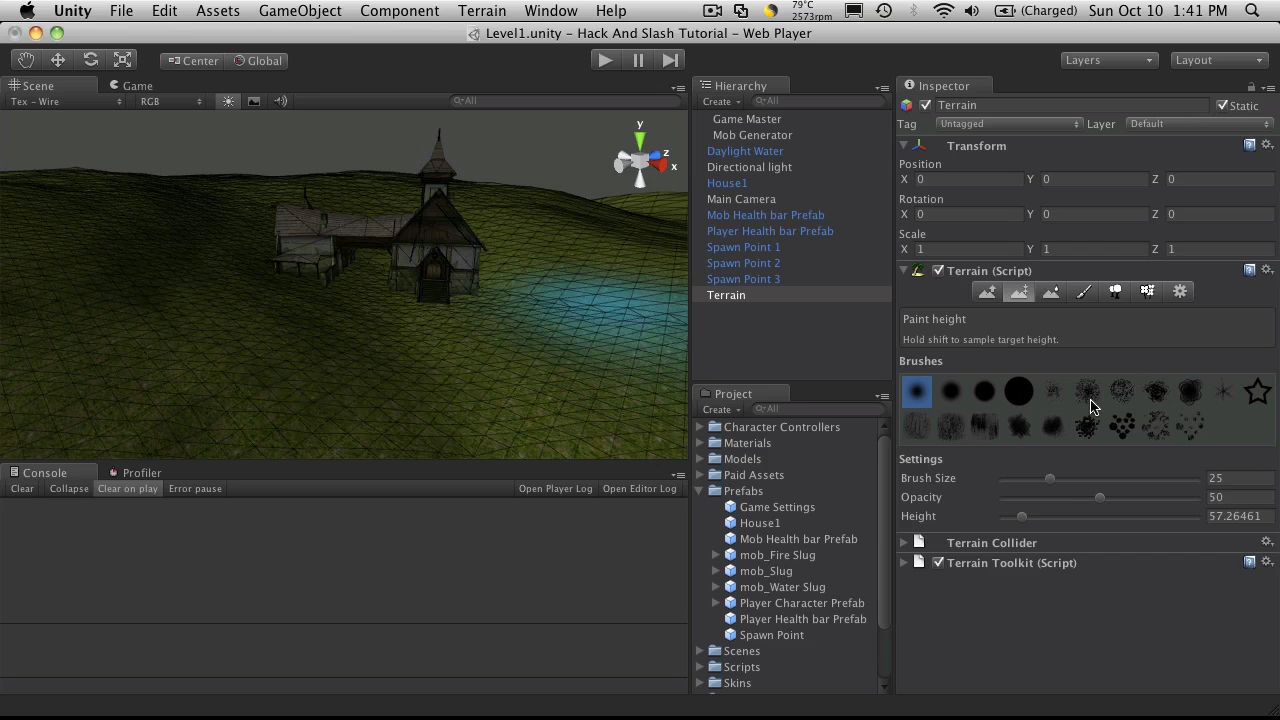 Unity File Edit Assets GameObject Component Terrain Window Help 79°C 2573rpm (Charged) Sun Oct 10 1:41 PM
Level1.unity - Hack And Slash Tutorial - Web Player
Center Global Layers Layout
Scene Game
Tex - Wire RGB All
y
z
x
Hierarchy
Create All
Game Master
Mob Generator
Daylight Water
Directional light
House1
Main Camera
Mob Health bar Prefab
Player Health bar Prefab
Spawn Point 1
Spawn Point 2
Spawn Point 3
Terrain
Project
Create All
Character Controllers
Materials
Models
Paid Assets
Prefabs
Game Settings
House1
Mob Health bar Prefab
mob_Fire Slug
mob_Slug
mob_Water Slug
Player Character Prefab
Player Health bar Prefab
Spawn Point
Scenes
Scripts
Skins
Console Profiler
Clear Collapse Clear on play Error pause Open Player Log Open Editor Log
Inspector
Terrain Static
Tag Untagged Layer Default
Transform
Position
X 0 Y 0 Z 0
Rotation
X 0 Y 0 Z 0
Scale
X 1 Y 1 Z 1
Terrain (Script)
Paint height
Hold shift to sample target height.
Brushes
Settings
Brush Size 25
Opacity 50
Height 57.26461
Terrain Collider
Terrain Toolkit (Script)